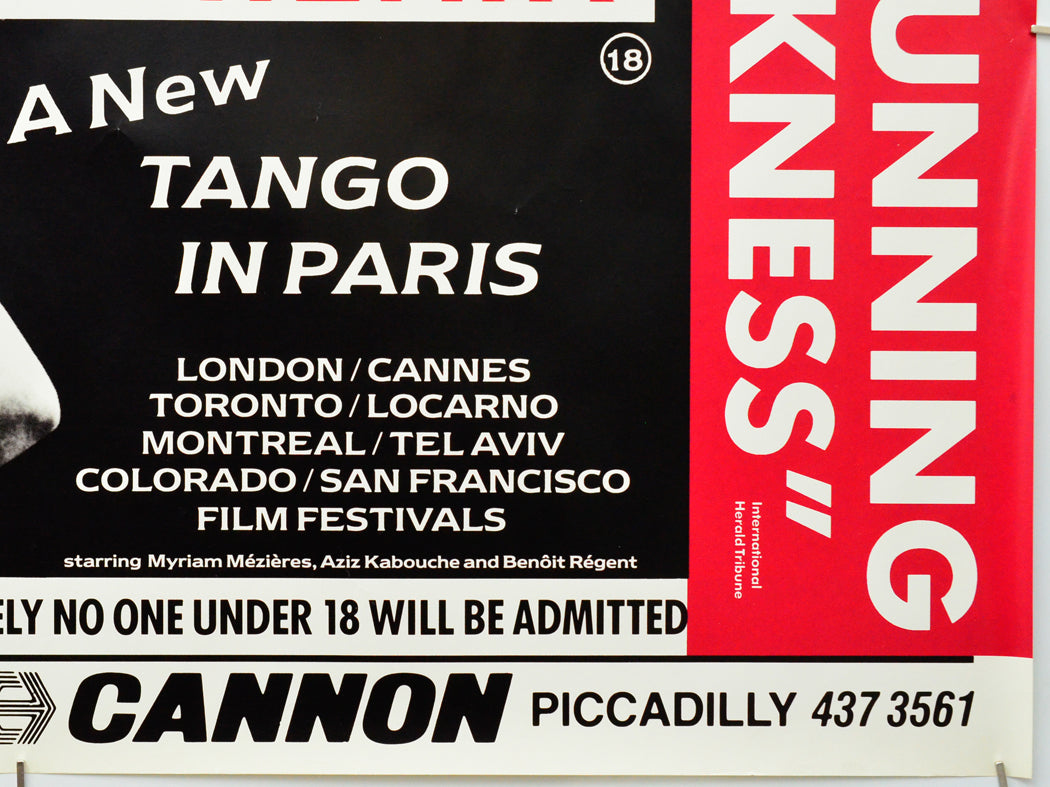 18
A New
TANGO
IN PARIS
LONDON / CANNES
TORONTO / LOCARNO
MONTREAL / TEL AVIV
COLORADO / SAN FRANCISCO
FILM FESTIVALS
starring Myriam Mézières, Aziz Kabouche and Benôit Régent
ELY NO ONE UNDER 18 WILL BE ADMITTED
CANNON PICCADILLY 437 3561
UNNING
KNESS”
International
Herald Tribune